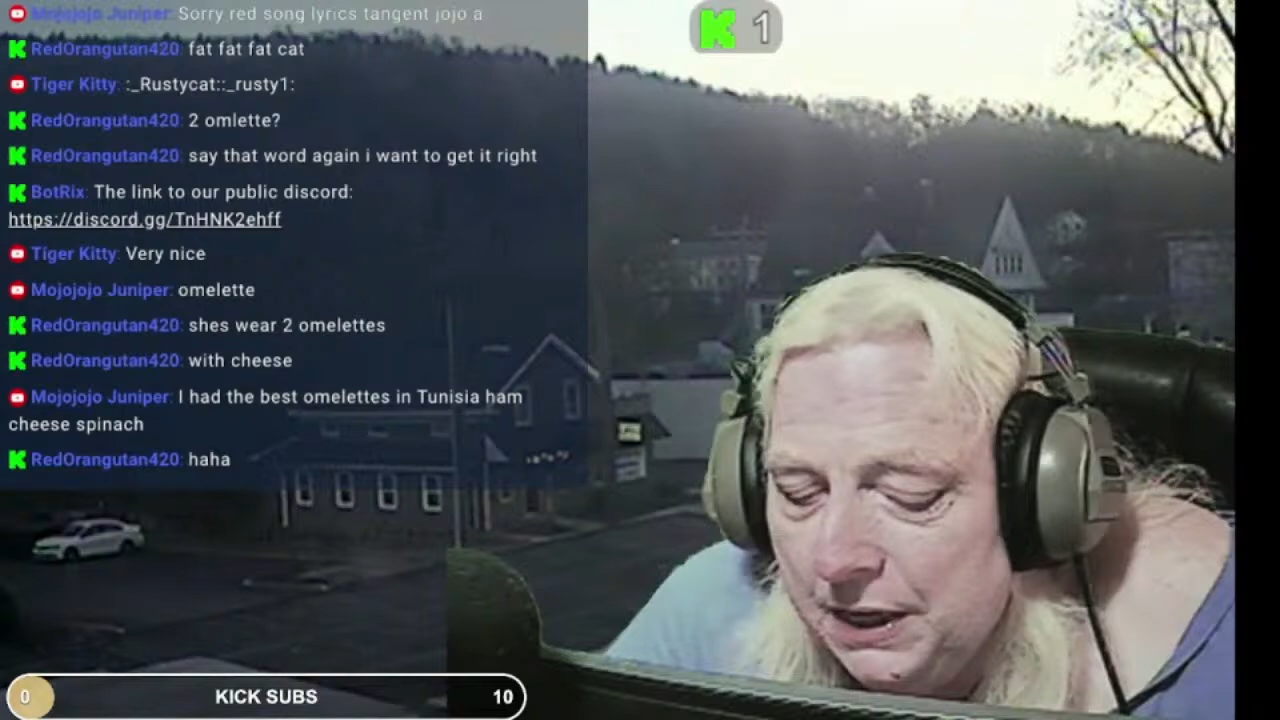 Mojojojo Juniper: Sorry red song lyrics tangent jojo a
K 1
RedOrangutan420: fat fat fat cat
Tiger Kitty: :_Rustycat::_rusty1:
RedOrangutan420: 2 omlette?
RedOrangutan420: say that word again i want to get it right
BotRix: The link to our public discord:
https://discord.gg/TnHNK2ehff
Tiger Kitty: Very nice
Mojojojo Juniper: omelette
RedOrangutan420: shes wear 2 omelettes
RedOrangutan420: with cheese
Mojojojo Juniper: I had the best omelettes in Tunisia ham
cheese spinach
RedOrangutan420: haha
0 KICK SUBS 10